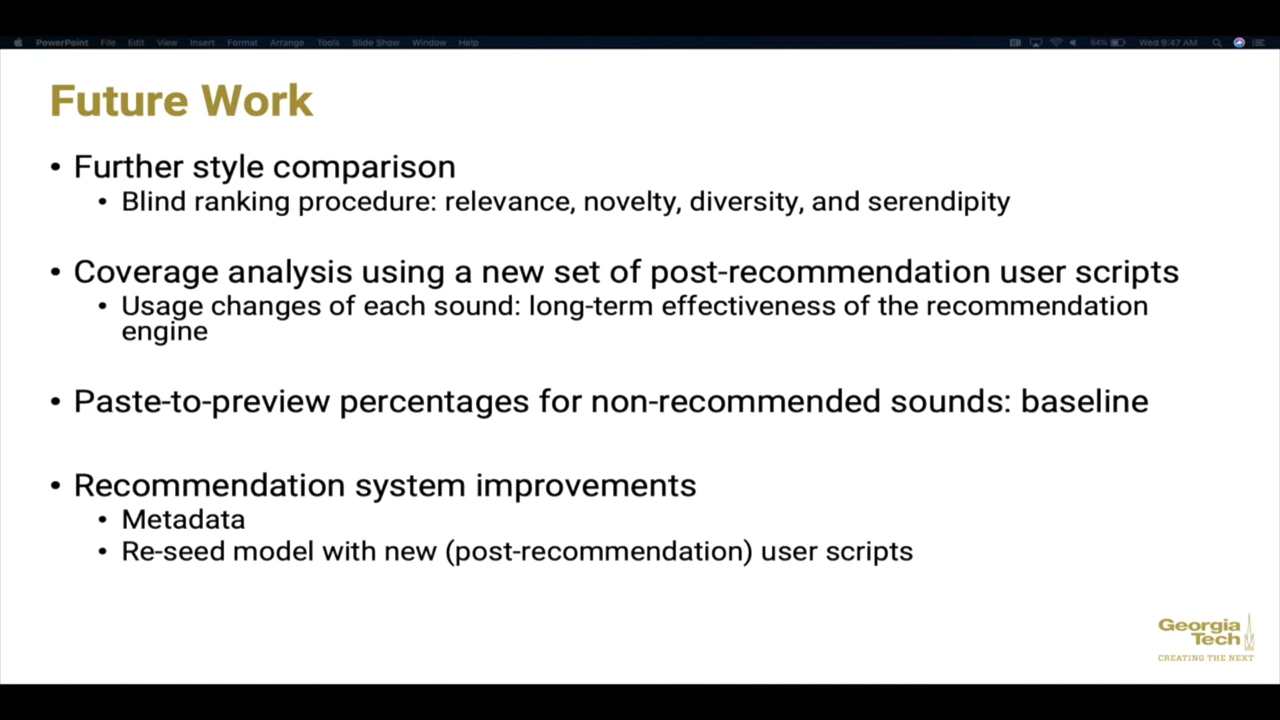 PowerPoint File Edit View Insert Format Arrange Tools Slide Show Window Help 54% Wed 9:47 AM
Future Work
• Further style comparison
• Blind ranking procedure: relevance, novelty, diversity, and serendipity
• Coverage analysis using a new set of post-recommendation user scripts
• Usage changes of each sound: long-term effectiveness of the recommendation
engine
• Paste-to-preview percentages for non-recommended sounds: baseline
• Recommendation system improvements
• Metadata
• Re-seed model with new (post-recommendation) user scripts
Georgia
Tech
CREATING THE NEXT